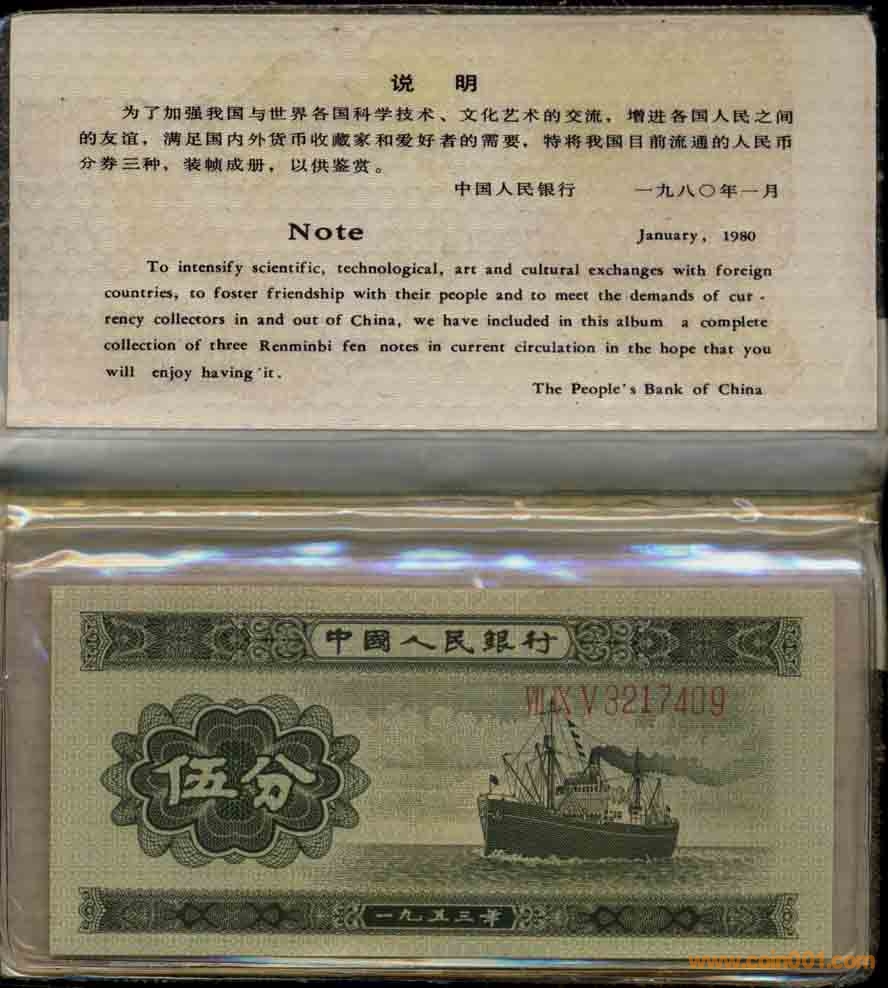 说 明
为了加强我国与世界各国科学技术、文化艺术的交流，增进各国人民之间
的友谊，满足国内外货币收藏家和爱好者的需要，特将我国目前流通的人民币
分券三种，装帧成册，以供鉴赏。
中国人民银行 一九八〇年一月
Note January, 1980
To intensify scientific, technological, art and cultural exchanges with foreign
countries, to foster friendship with their people and to meet the demands of cur-
rency collectors in and out of China, we have included in this album a complete
collection of three Renminbi fen notes in current circulation in the hope that you
will enjoy having it.
The People's Bank of China
中國人民銀行
3217409
伍分
一九五三年
www.coin001.com